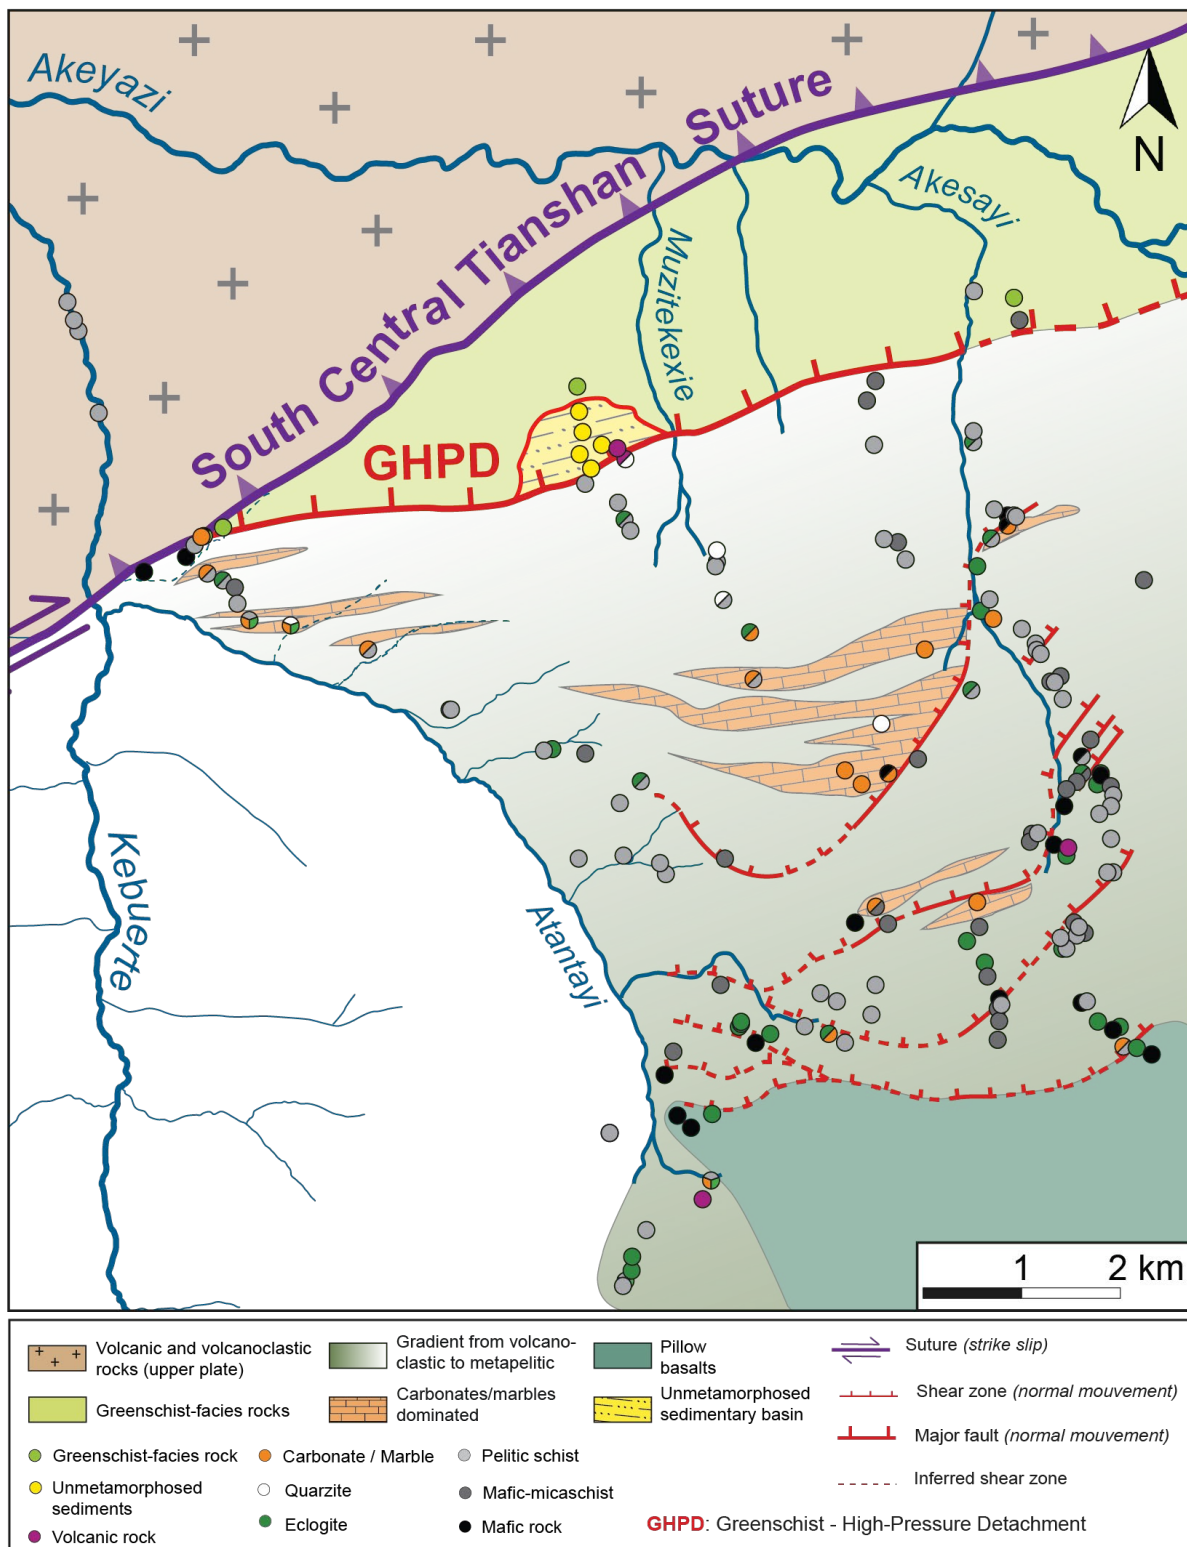 Akeyazi
South Central Tianshan Suture
N
Akesayi
Muzitekexie
GHPD
Kebuerte
Atantayi
1
2 km
Volcanic and volcanoclastic
rocks (upper plate)
Gradient from volcano-
clastic to metapelitic
Pillow
basalts
Suture (strike slip)
Greenschist-facies rocks
Carbonates/marbles
dominated
Unmetamorphosed
sedimentary basin
Shear zone (normal mouvement)
Major fault (normal mouvement)
Inferred shear zone
Greenschist-facies rock
Carbonate / Marble
Pelitic schist
Unmetamorphosed
sediments
Quarzite
Mafic-micaschist
Volcanic rock
Eclogite
Mafic rock
GHPD: Greenschist - High-Pressure Detachment